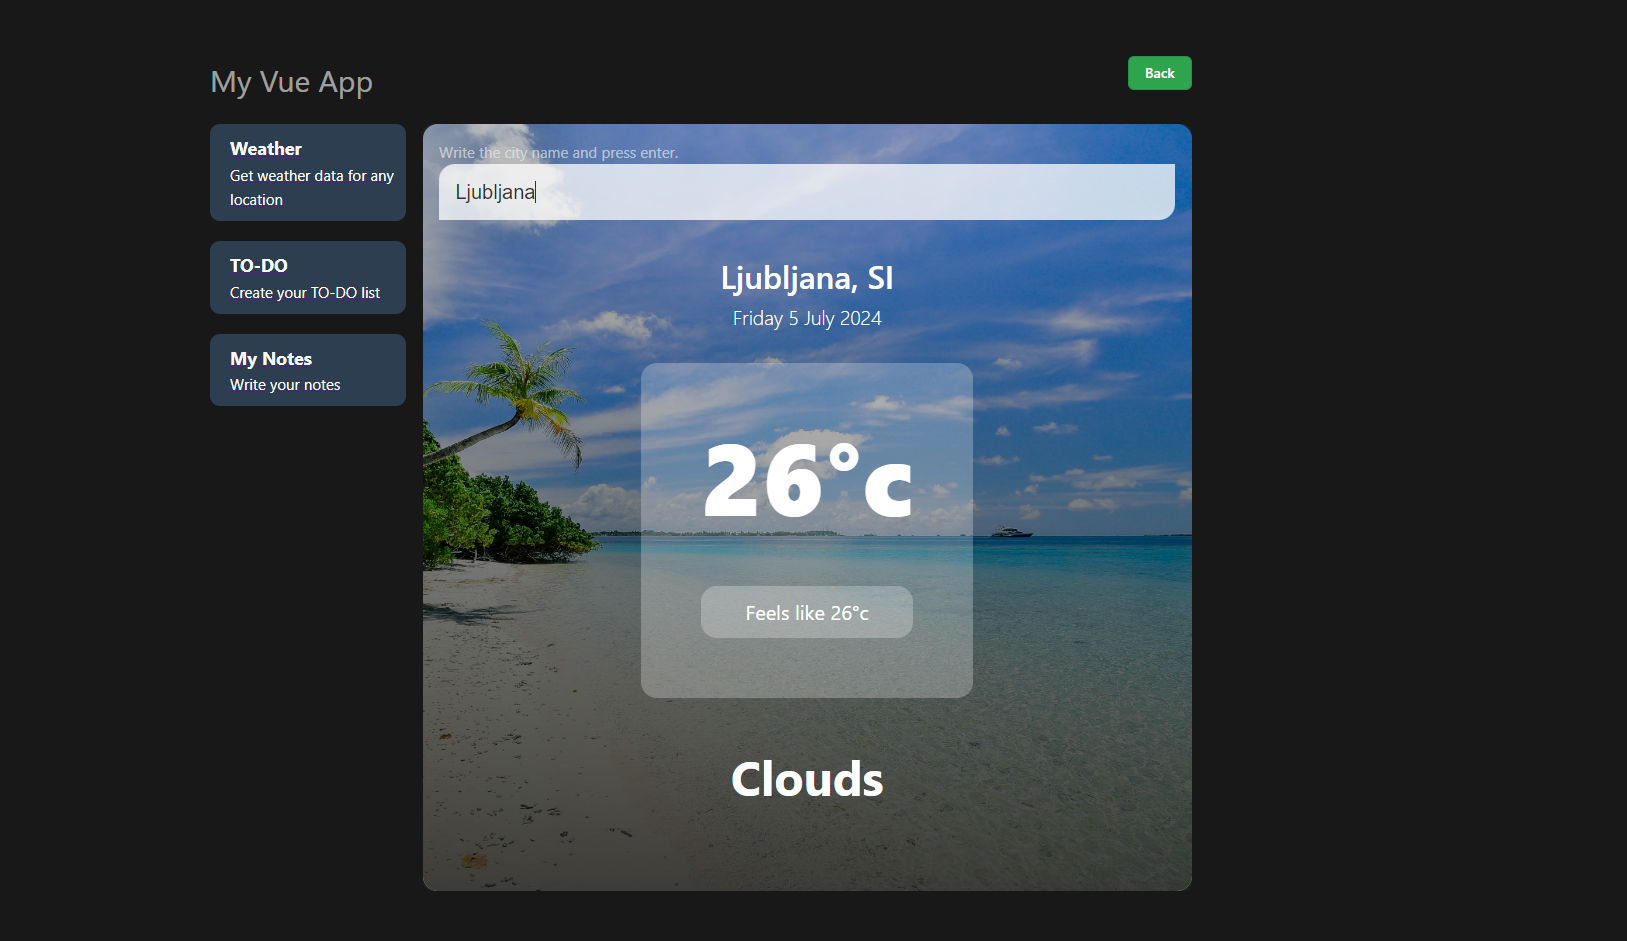 My Vue App
Back
Weather
Get weather data for any
location
TO-DO
Create your TO-DO list
My Notes
Write your notes
Write the city name and press enter.
Ljubljana
Ljubljana, SI
Friday 5 July 2024
26°c
Feels like 26°c
Clouds